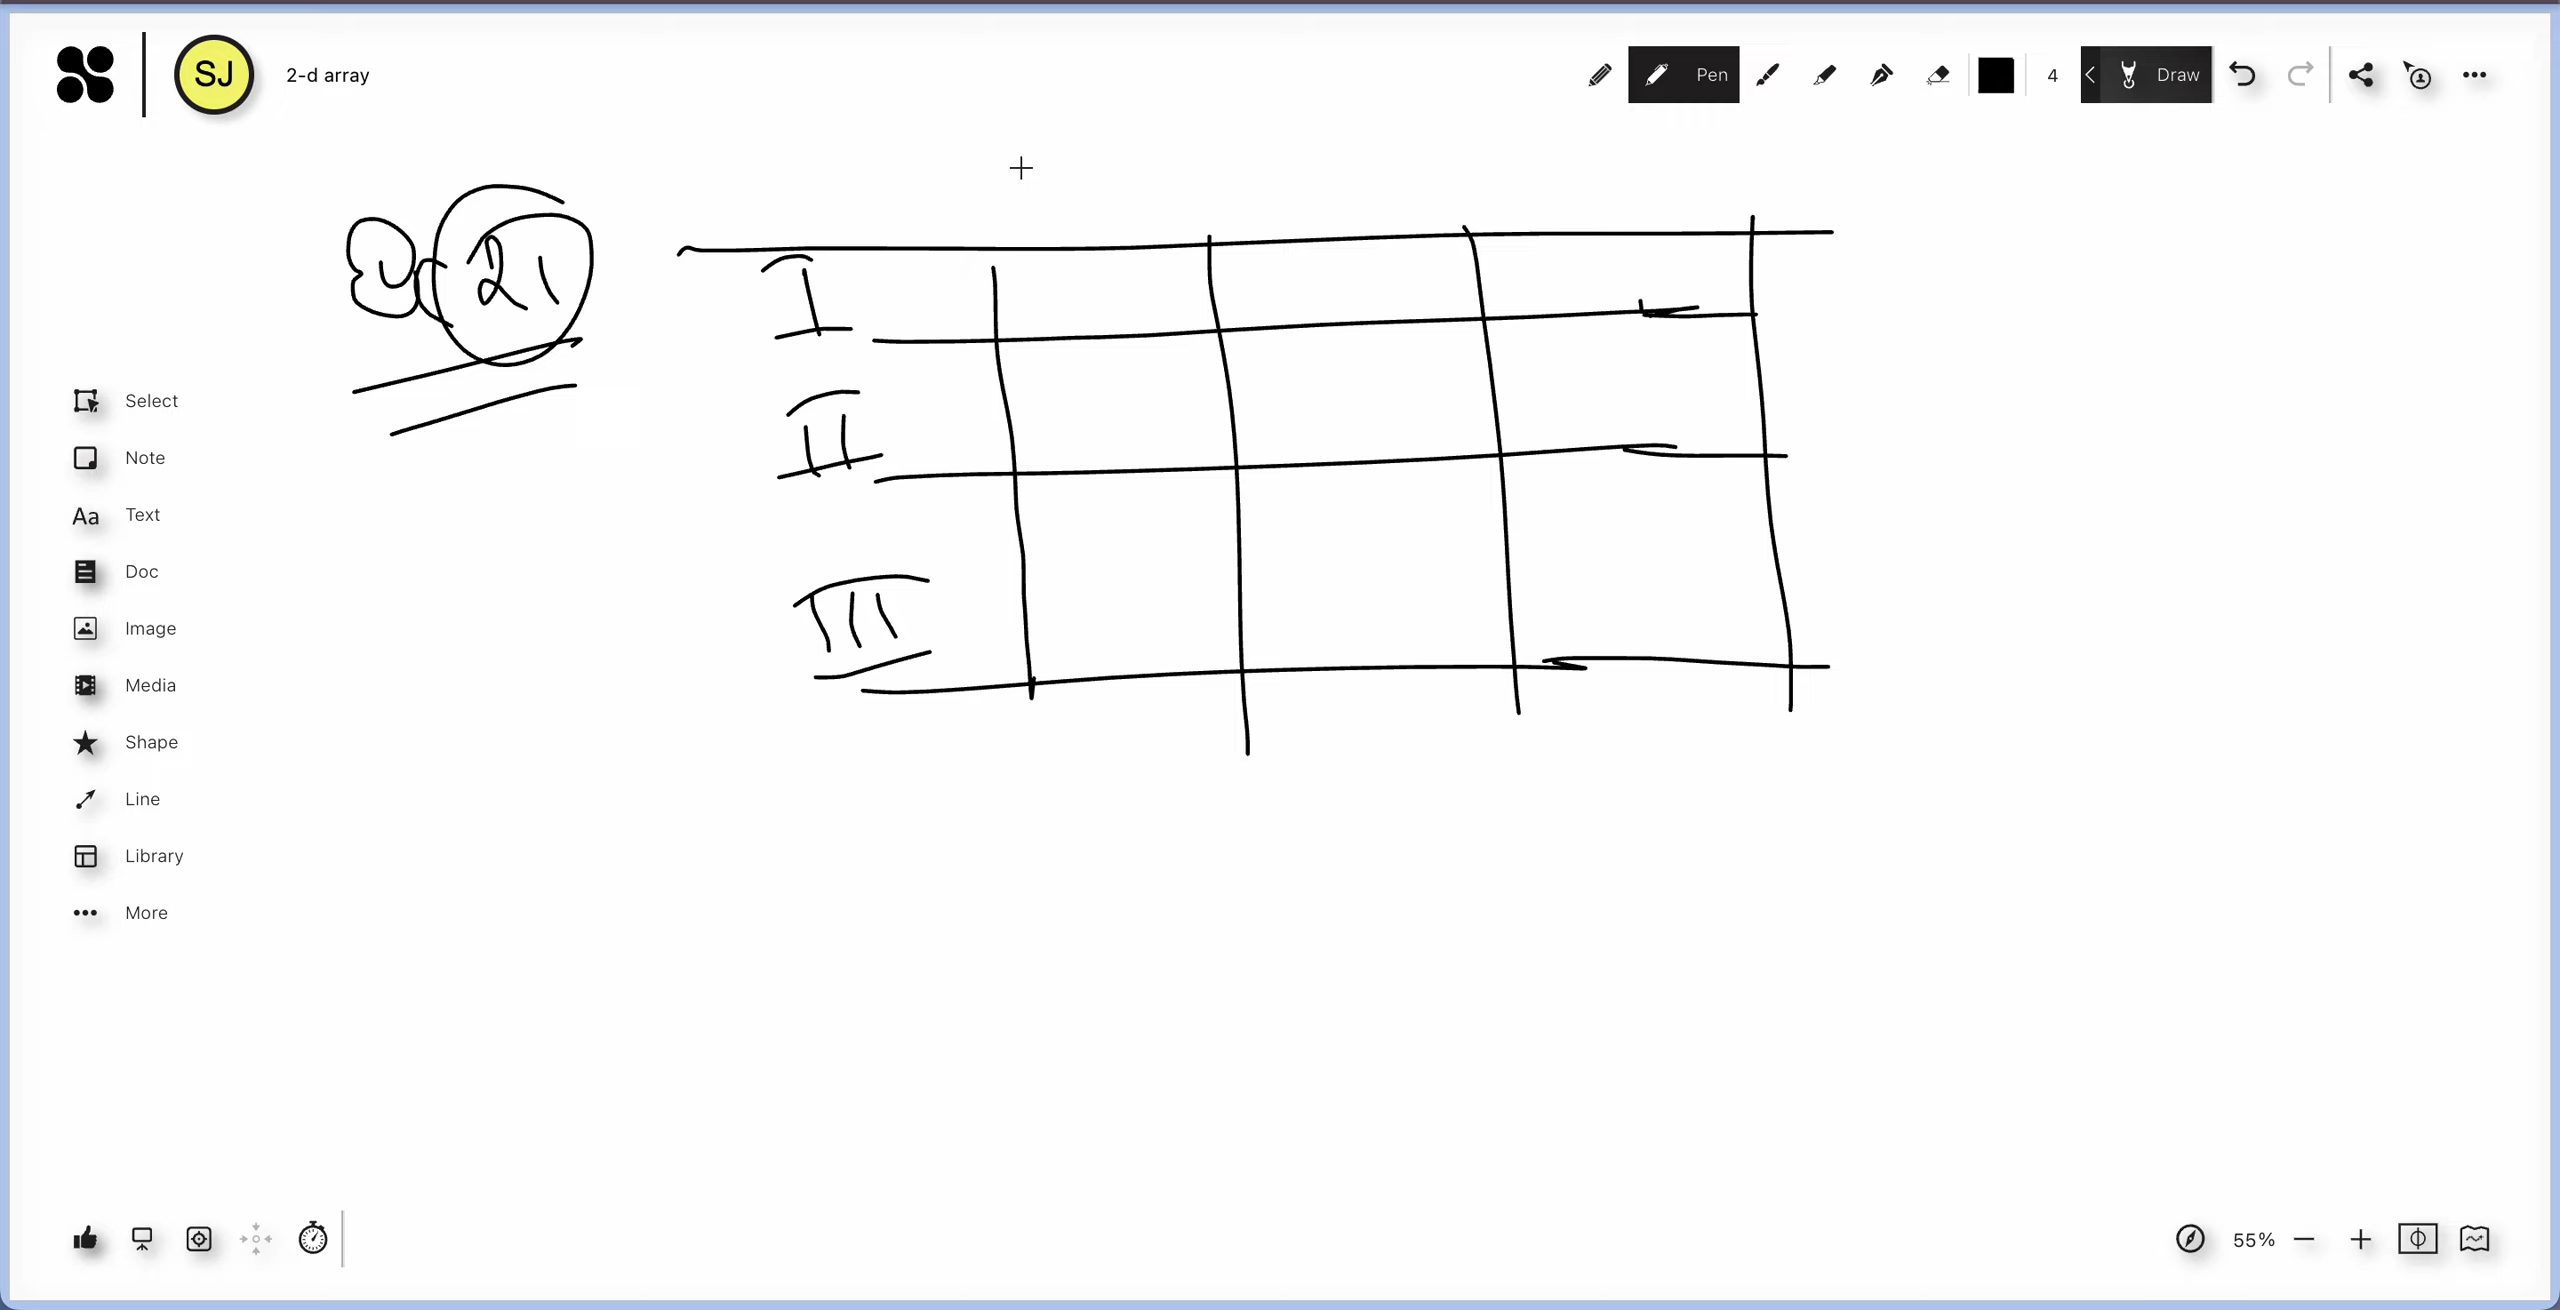 SJ 2-d array Pen 4 Draw
21
I
II
III
Select
Note
Aa Text
Doc
Image
Media
Shape
Line
Library
More
55%